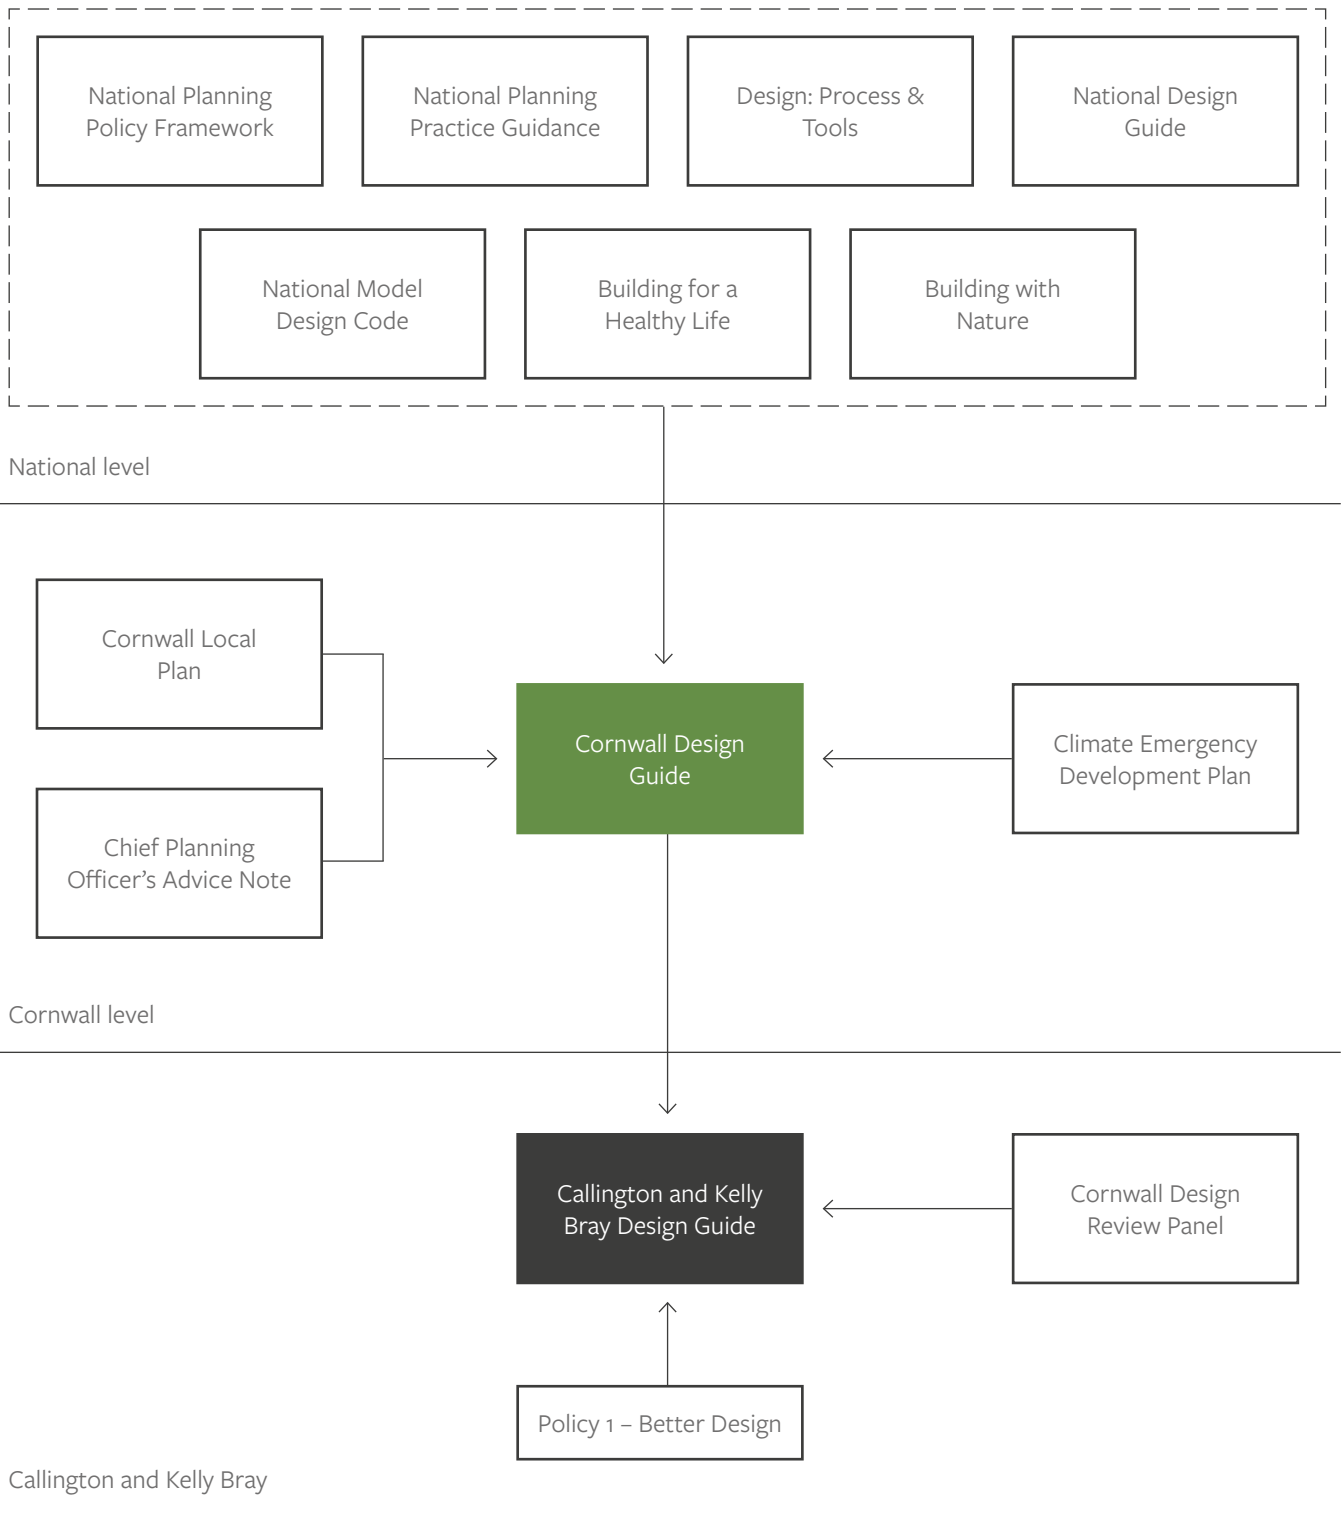 National Planning
Policy Framework
National Planning
Practice Guidance
Design: Process &
Tools
National Design
Guide
National Model
Design Code
Building for a
Healthy Life
Building with
Nature
National level
Cornwall Local
Plan
Chief Planning
Officer’s Advice Note
Cornwall Design
Guide
Climate Emergency
Development Plan
Cornwall level
Callington and Kelly
Bray Design Guide
Cornwall Design
Review Panel
Policy 1 – Better Design
Callington and Kelly Bray